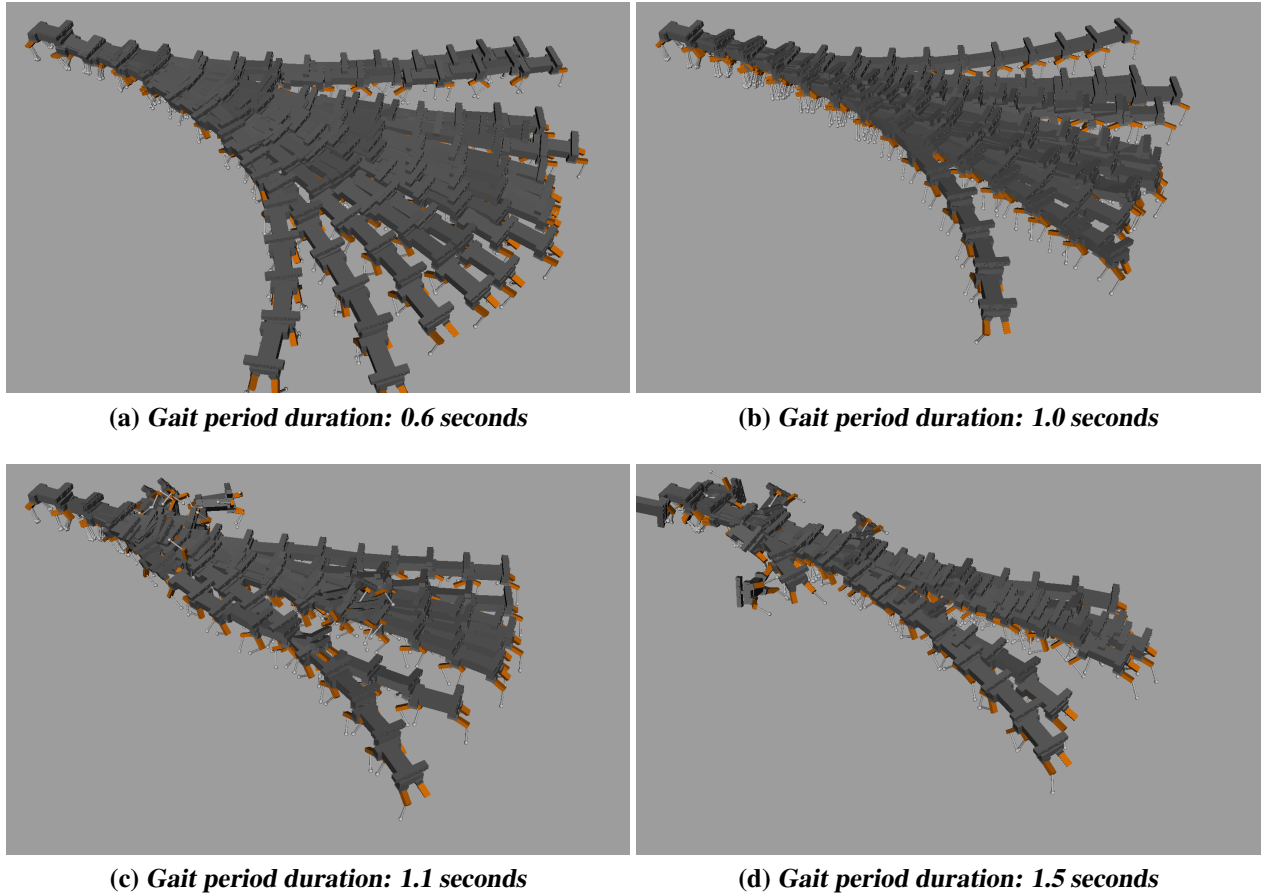 (a) Gait period duration: 0.6 seconds
(b) Gait period duration: 1.0 seconds
(c) Gait period duration: 1.1 seconds
(d) Gait period duration: 1.5 seconds